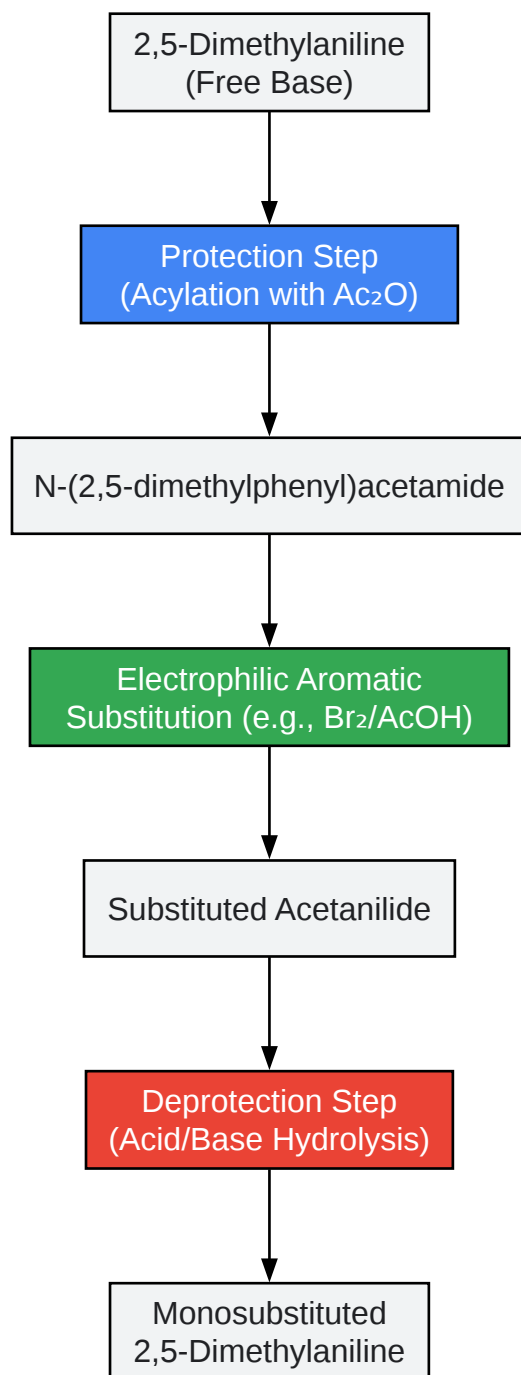 2,5-Dimethylaniline
(Free Base)
Protection Step
(Acylation with Ac₂O)
N-(2,5-dimethylphenyl)acetamide
Electrophilic Aromatic
Substitution (e.g., Br₂/AcOH)
Substituted Acetanilide
Deprotection Step
(Acid/Base Hydrolysis)
Monosubstituted
2,5-Dimethylaniline